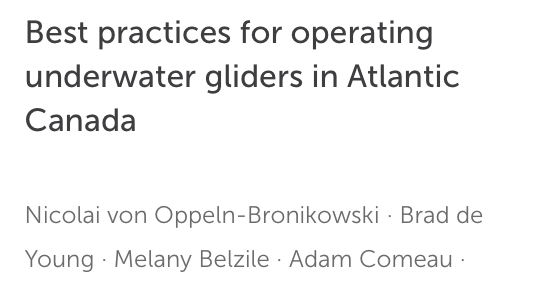 Best practices for operating
underwater gliders in Atlantic
Canada
Nicolai von Oppeln-Bronikowski · Brad de
Young · Melany Belzile · Adam Comeau ·